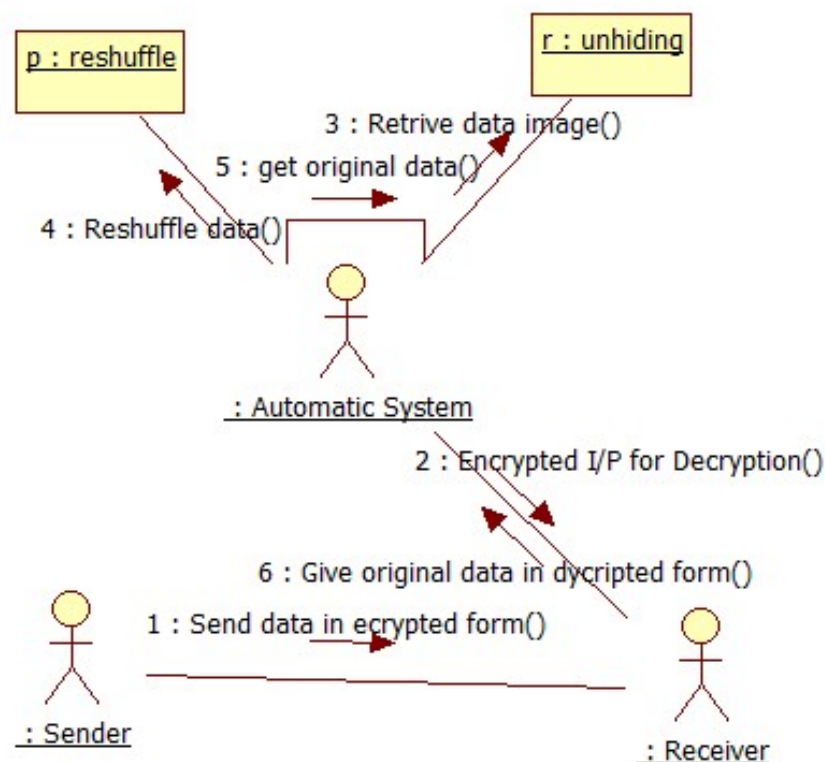 p : reshuffle
r : unhiding
3 : Retrive data image()
5 : get original data()
4 : Reshuffle data()
: Automatic System
2 : Encrypted I/P for Decryption()
6 : Give original data in dycripted form()
1 : Send data in ecrypted form()
: Sender
: Receiver